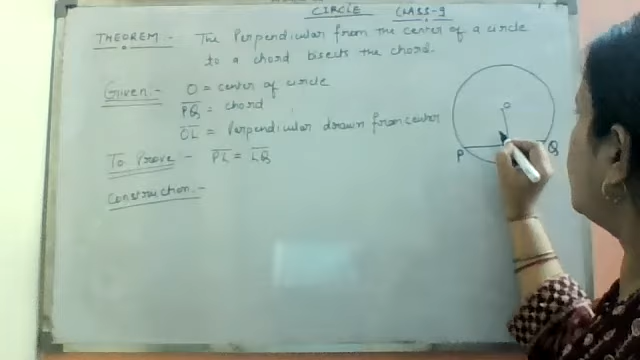 CIRCLE CLASS-9
THEOREM :- The Perpendicular from the center of a circle
to a chord bisects the chord.
Given :- O = center of circle
PQ = chord
OL = Perpendicular drawn from center
To Prove :- PL = LQ
Construction :-
O
P
Q